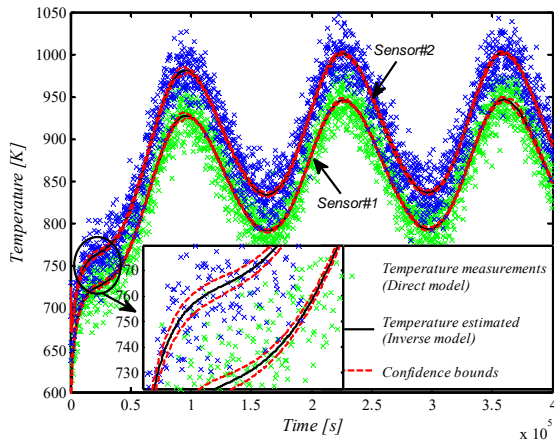 1050
1000
950
900
850
800
750
700
650
600
Temperature [K]
Sensor#2
Sensor#1
770
760
750
740
730
Temperature measurements
(Direct model)
Temperature estimated
(Inverse model)
Confidence bounds
0 0.5 1 1.5 2 2.5 3 3.5 4
x 10^5
Time [s]